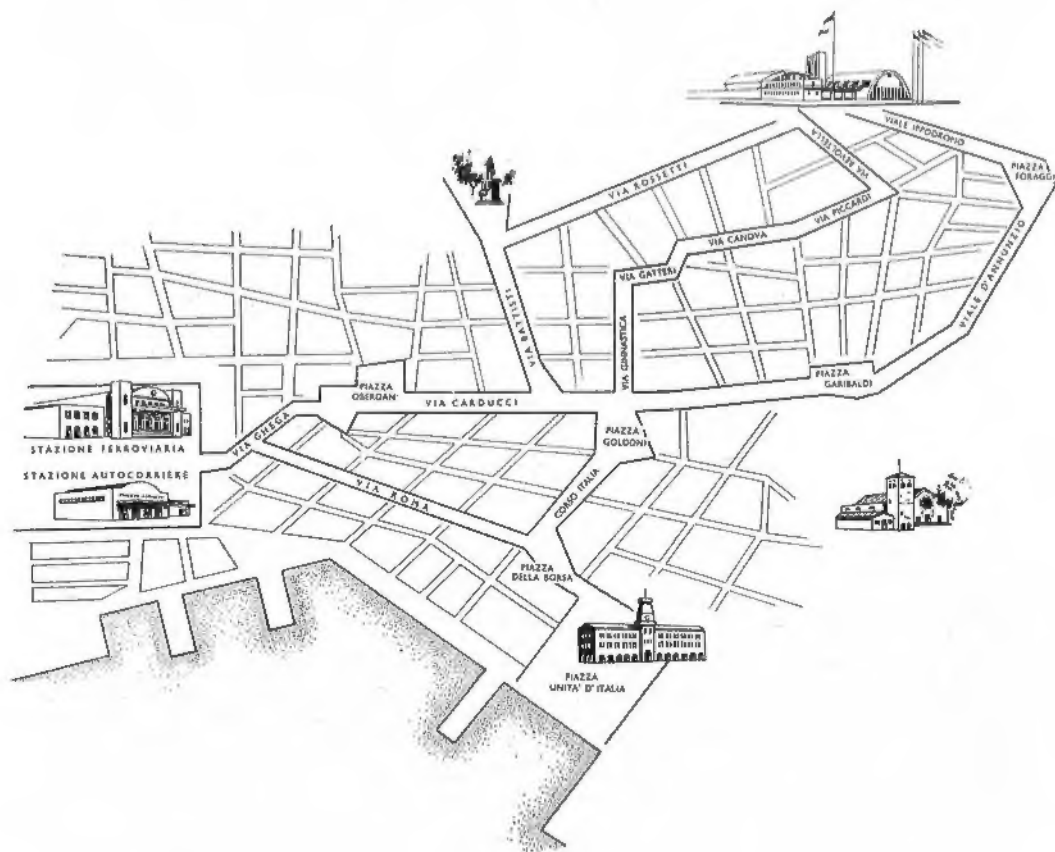 VIALE IPPODROMO
PIAZZA
FORAGGI
VIA REVOLTELLA
VIA ROSSETTI
VIA PICCARDI
VIA CANOVA
VIA GATTERI
VIALE D'ANNUNZIO
VIA BATTISTI
VIA GINNASTICA
PIAZZA
GARIBALDI
PIAZZA
OBERDAN
VIA CARDUCCI
PIAZZA
GOLDONI
VIA GHEGA
STAZIONE FERROVIARIA
STAZIONE AUTOCORRIERE
VIA ROMA
CORSO ITALIA
PIAZZA
DELLA BORSA
PIAZZA
UNITA' D'ITALIA